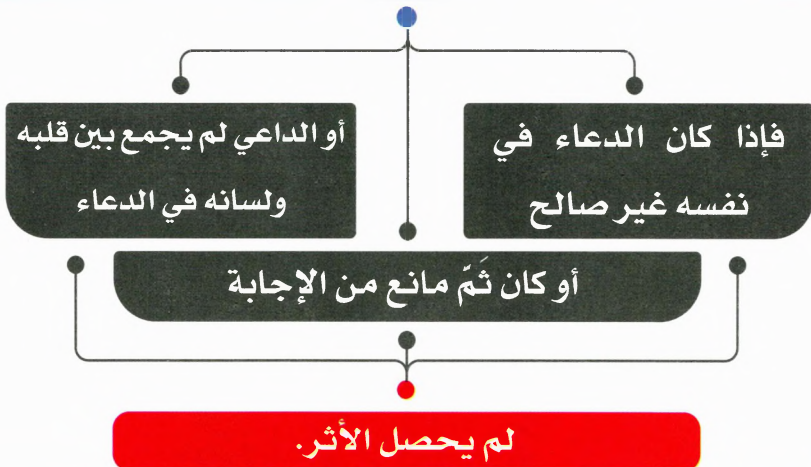 فإذا كان الدعاء في
نفسه غير صالح
أو الداعي لم يجمع بين قلبه
ولسانه في الدعاء
أو كان ثَمَّ مانع من الإجابة
لم يحصل الأثر.